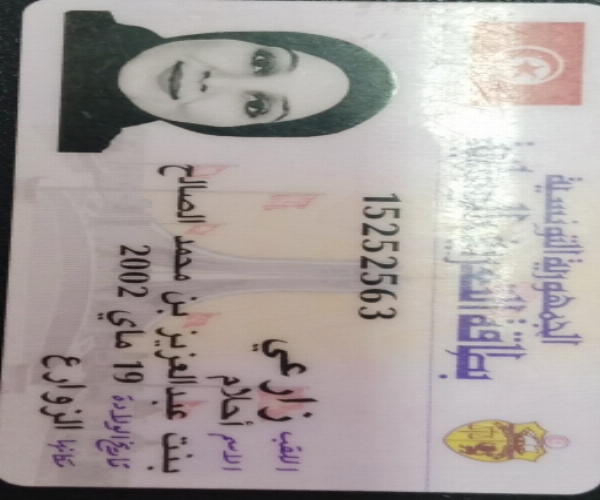 الجمهورية التونسية
بطاقة التعريف الوطنية
15252563
اللقب زارعي
الاسم أحلام
بنت عبدالعزيز بن محمد الصالح
تاريخ الولادة 19 ماي 2002
مكانها الزوارع